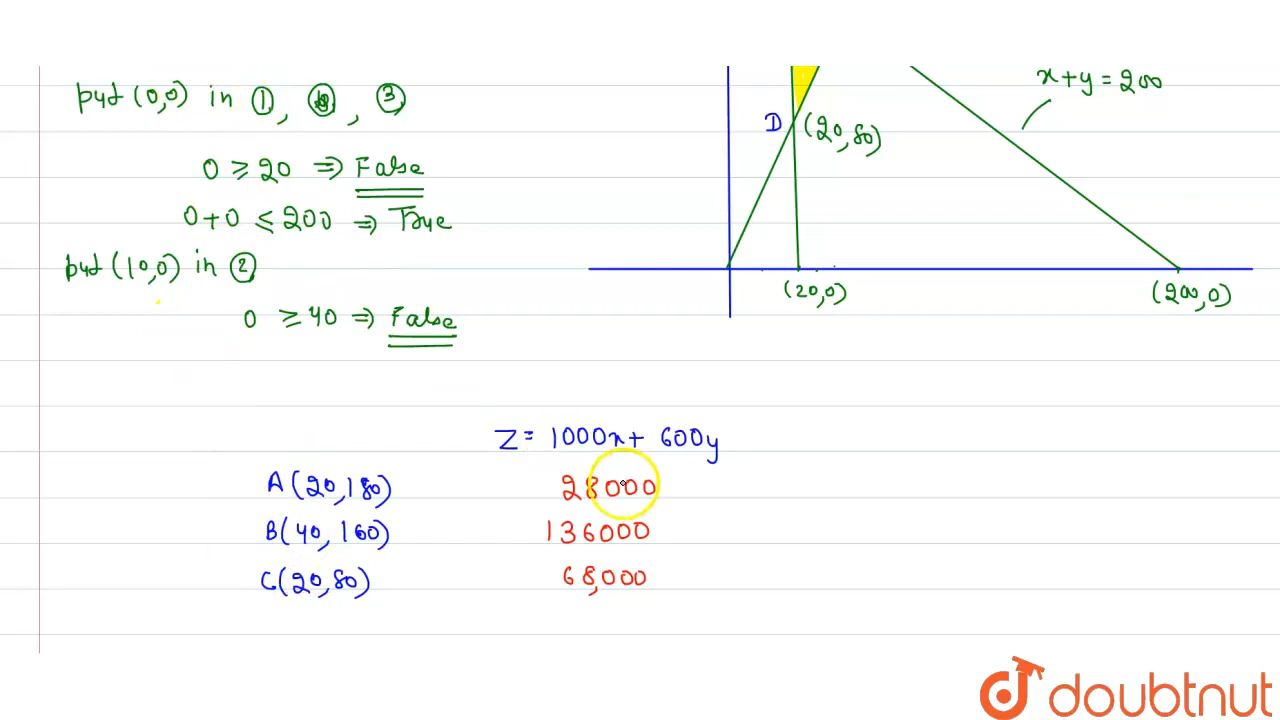 put (0,0) in ①, ②, ③
0 ≥ 20 ⇒ False
0+0 ≤ 200 ⇒ True
put (10,0) in ②
0 ≥ 40 ⇒ False
x+y = 200
D (20,80)
(20,0)
(200,0)
Z = 1000x + 600y
A (20,180) 28000
B (40,160) 136000
C (20,80) 68,000
doubtnut